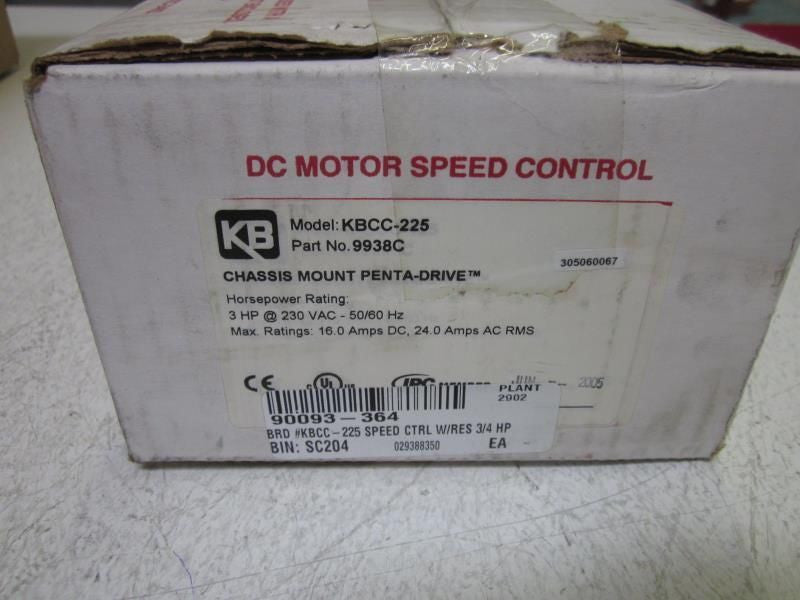 DC MOTOR SPEED CONTROL
KB
Model: KBCC-225
Part No. 9938C
305060067
CHASSIS MOUNT PENTA-DRIVE™
Horsepower Rating:
3 HP @ 230 VAC - 50/60 Hz
Max. Ratings: 16.0 Amps DC, 24.0 Amps AC RMS
CE
UL
2005
PLANT
2902
90093-364
BRD #KBCC-225 SPEED CTRL W/RES 3/4 HP
BIN: SC204 029388350 EA